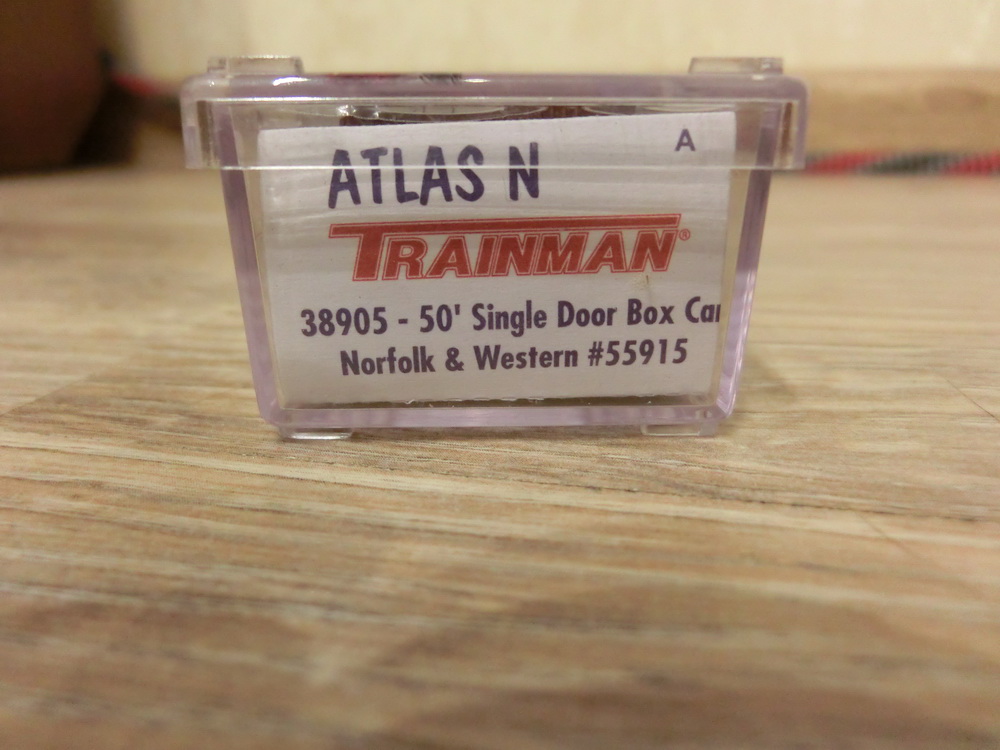 A
ATLAS N
TRAINMAN®
38905 - 50' Single Door Box Car
Norfolk & Western #55915